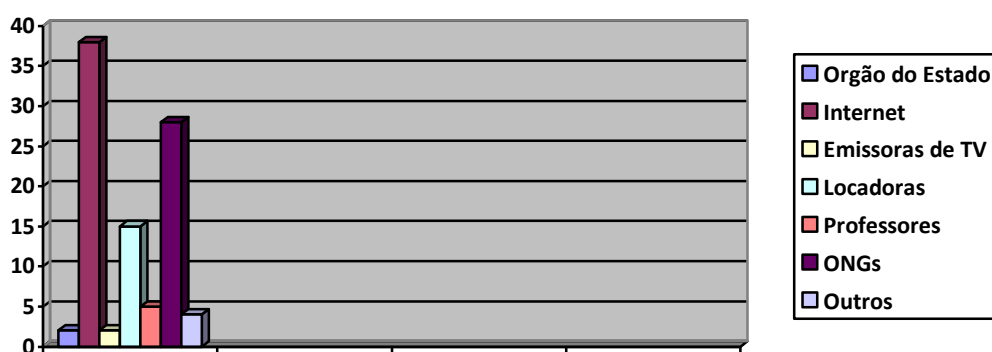 40
35
30
25
20
15
10
5
0
Orgão do Estado
Internet
Emissoras de TV
Locadoras
Professores
ONGs
Outros